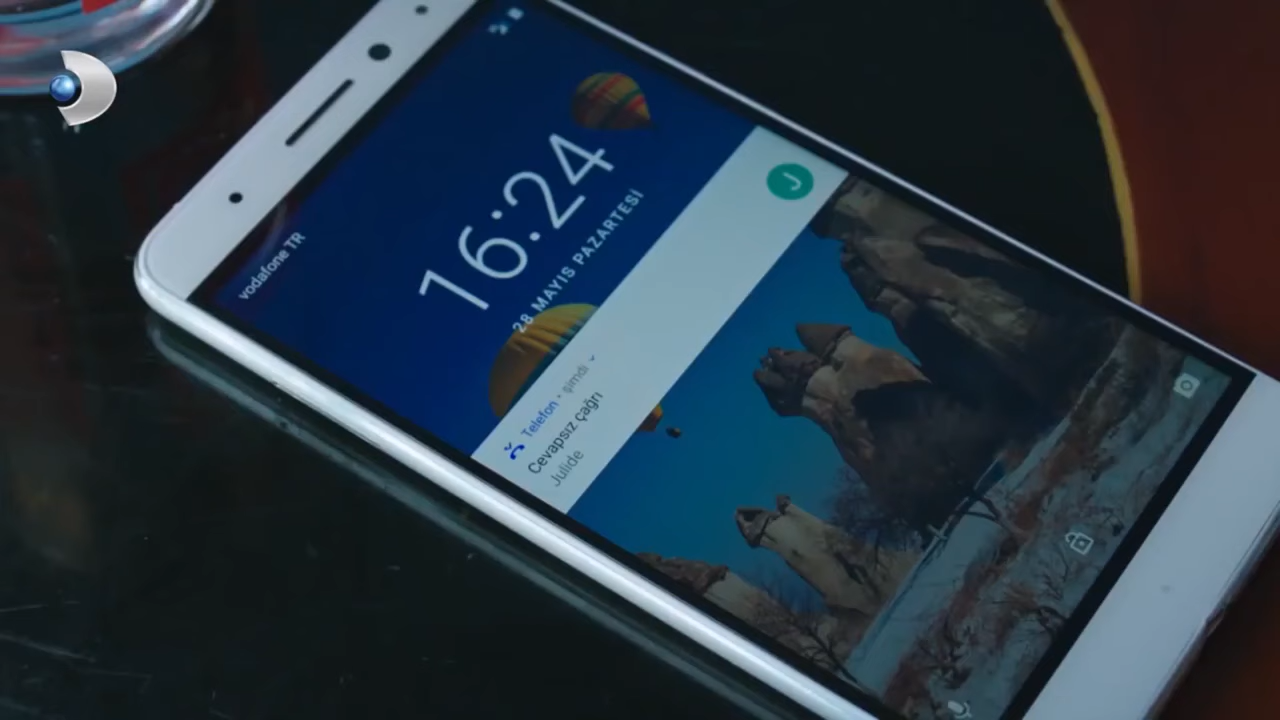 vodafone TR
16:24
28 MAYIS PAZARTESİ
Telefon • şimdi
Cevapsız çağrı
Julide
J